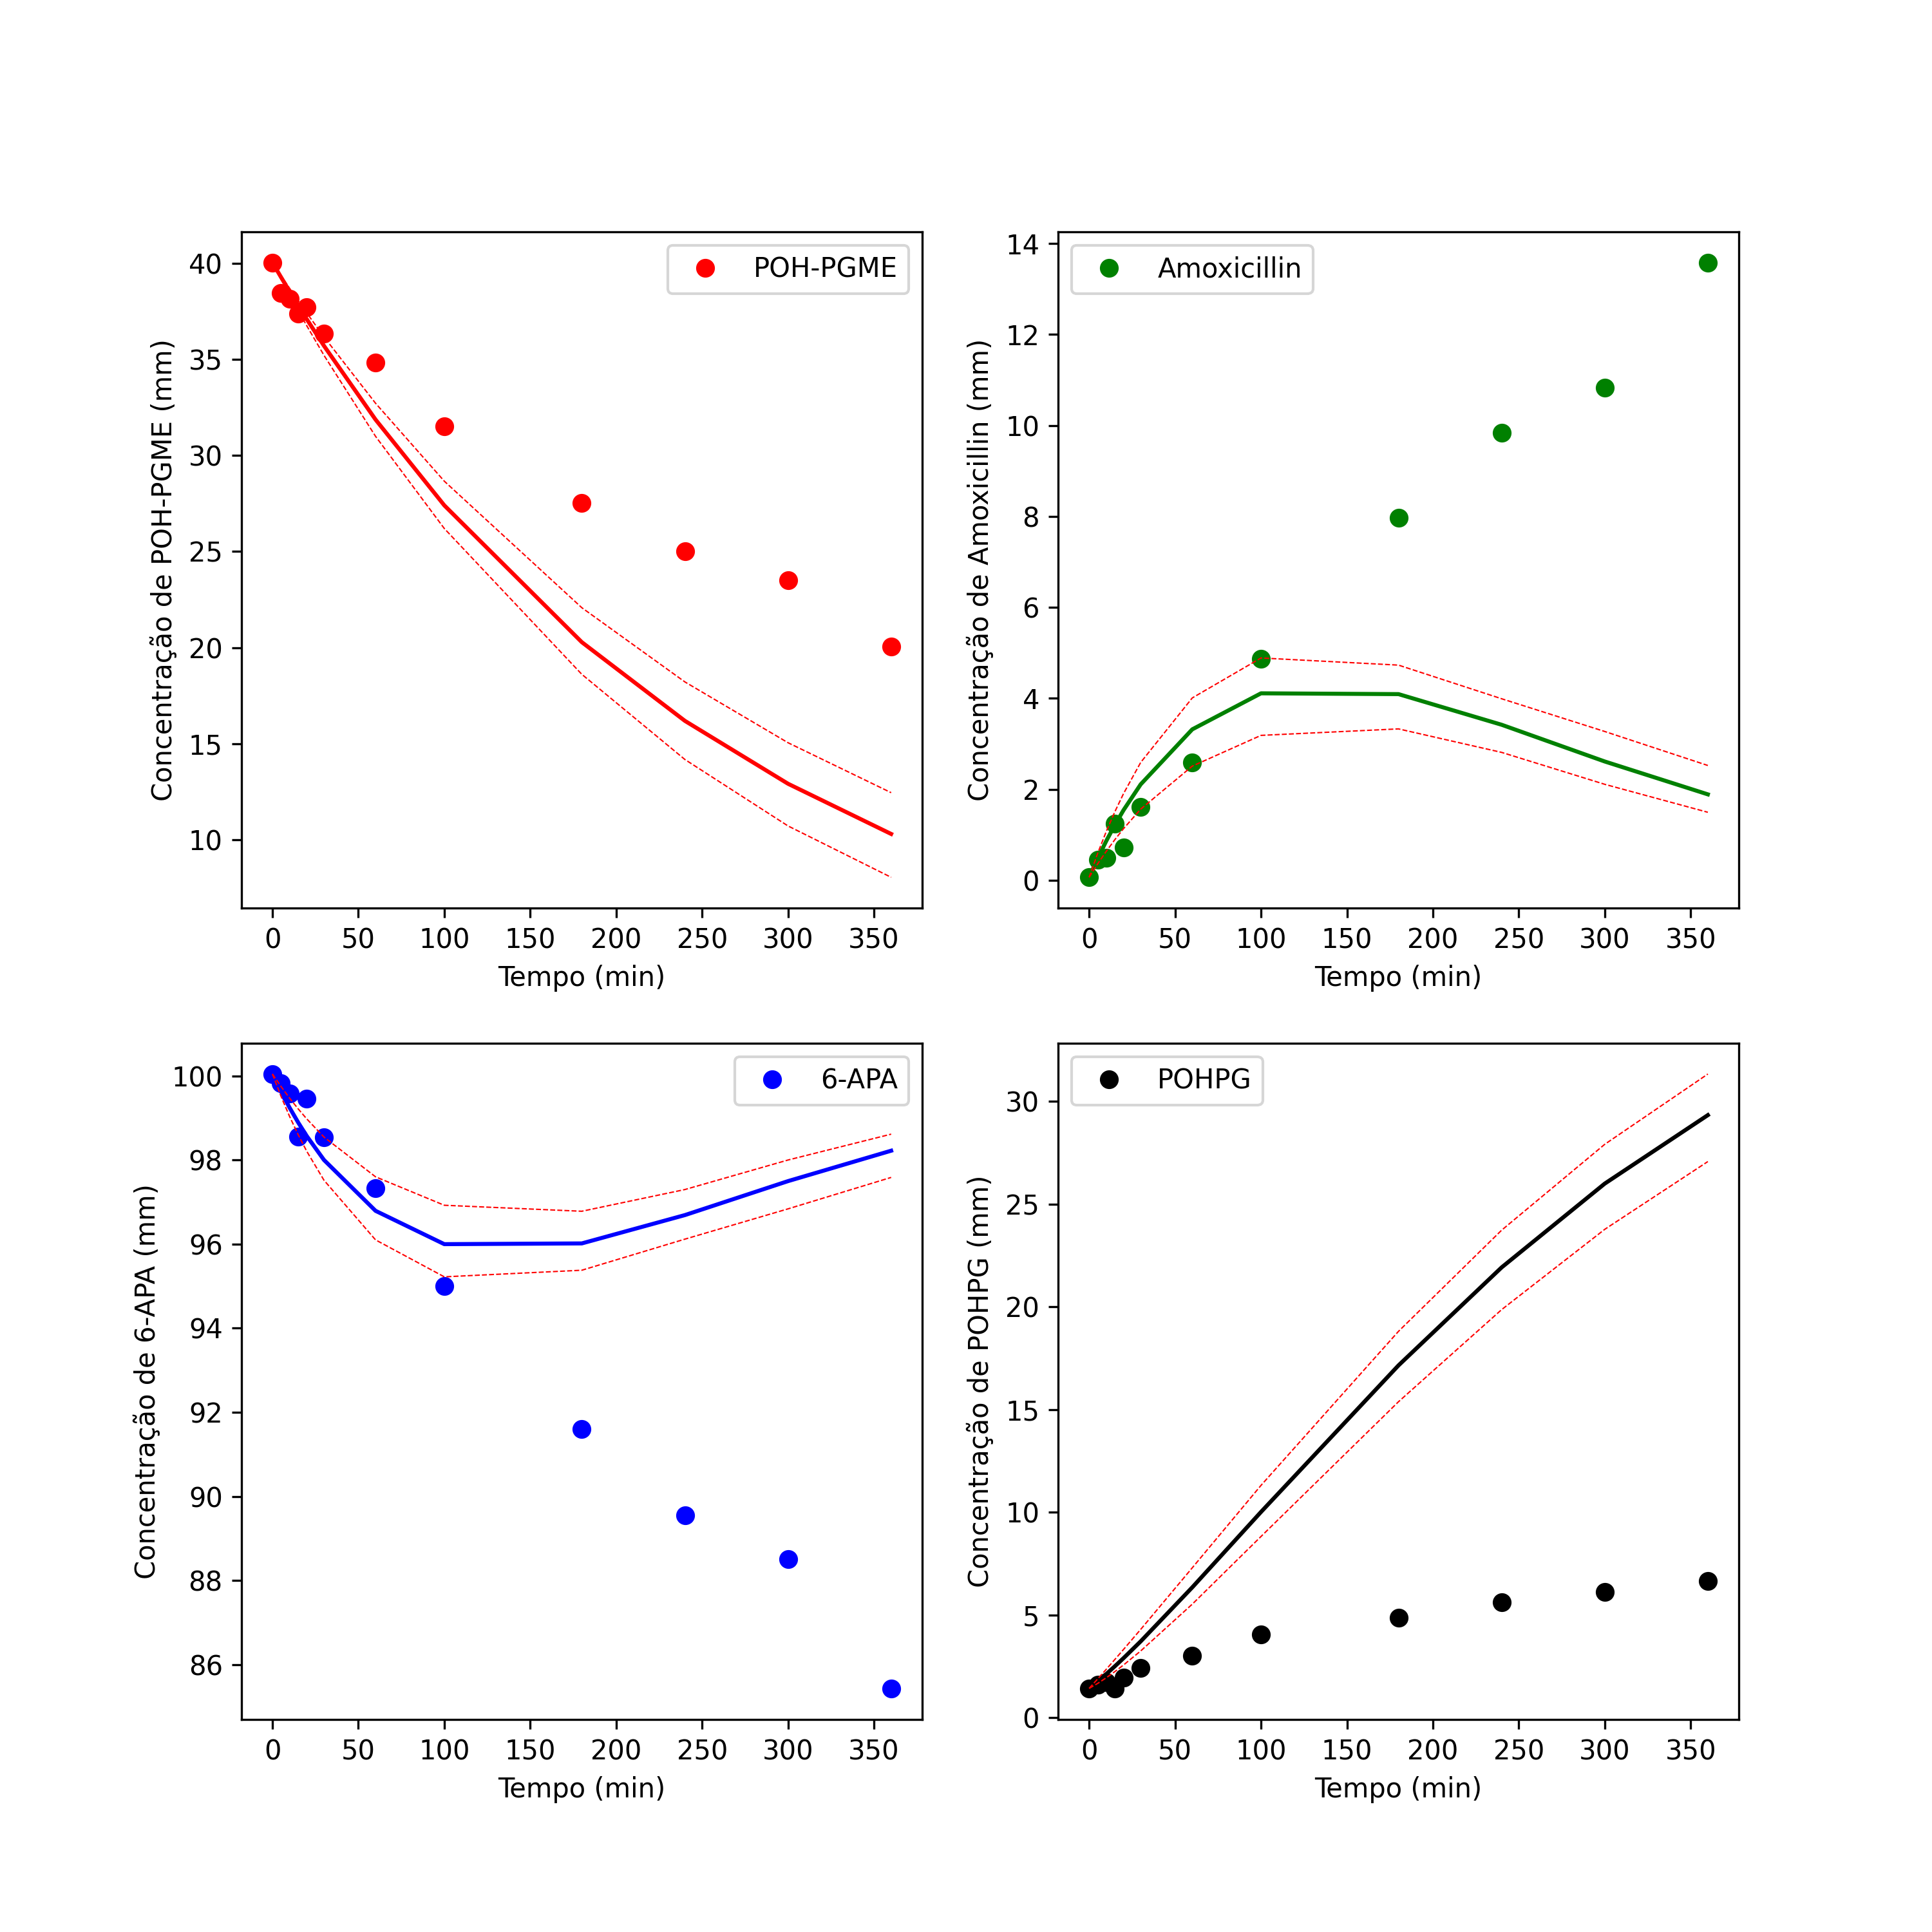 POH-PGME
Concentração de POH-PGME (mm)
40
35
30
25
20
15
10
0 50 100 150 200 250 300 350
Tempo (min)
Amoxicillin
Concentração de Amoxicillin (mm)
14
12
10
8
6
4
2
0
0 50 100 150 200 250 300 350
Tempo (min)
6-APA
Concentração de 6-APA (mm)
100
98
96
94
92
90
88
86
0 50 100 150 200 250 300 350
Tempo (min)
POHPG
Concentração de POHPG (mm)
30
25
20
15
10
5
0
0 50 100 150 200 250 300 350
Tempo (min)